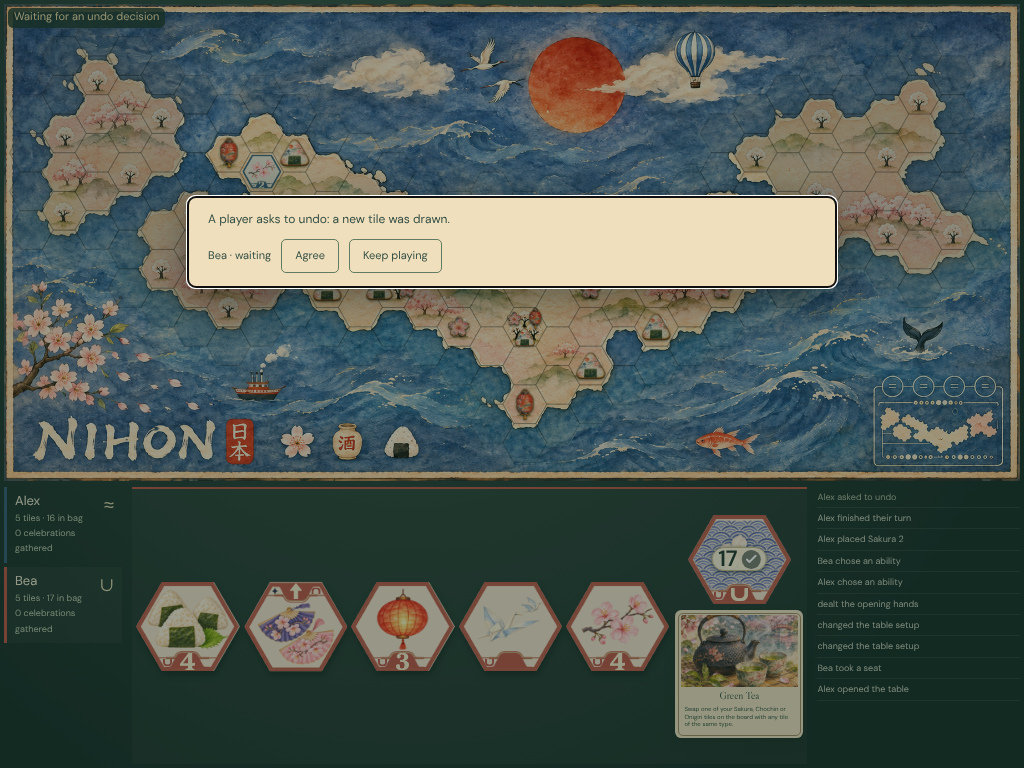 Waiting for an undo decision
A player asks to undo: a new tile was drawn.
Bea · waiting
Agree
Keep playing
2
NIHON
日本
酒
Alex
≈
5 tiles · 16 in bag
0 celebrations
gathered
Bea
5 tiles · 17 in bag
0 celebrations
gathered
4
3
4
17
Green Tea
Swap one of your Sakura, Chochin or
Onigiri tiles on the board with any tile
of the same type.
Alex asked to undo
Alex finished their turn
Alex placed Sakura 2
Bea chose an ability
Alex chose an ability
dealt the opening hands
changed the table setup
changed the table setup
Bea took a seat
Alex opened the table